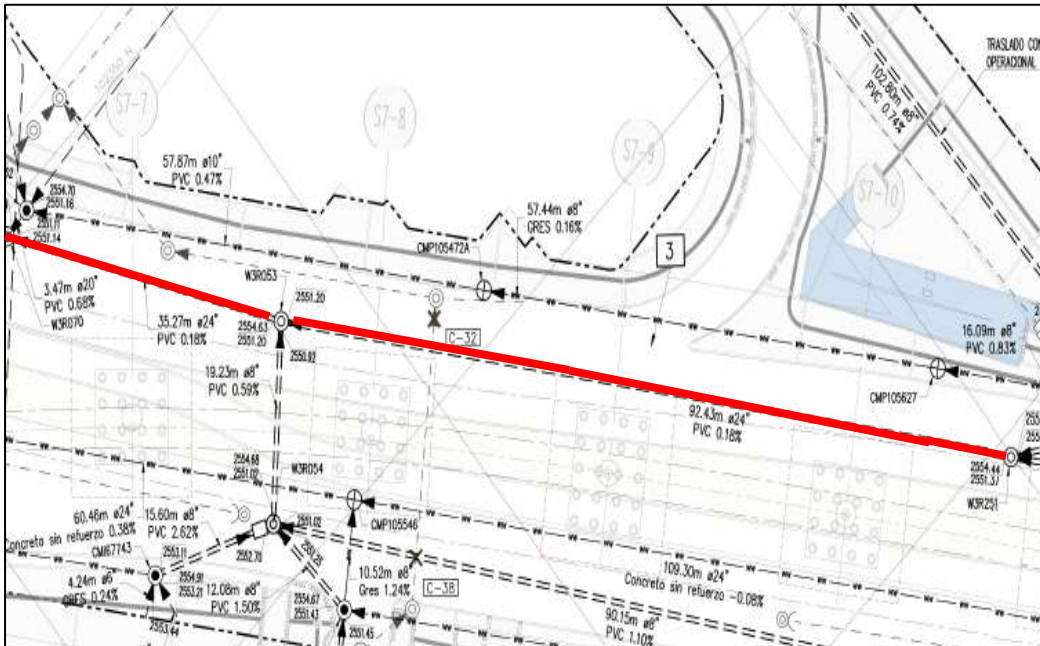 TRASLADO CON
OPERACIONAL
102.80m ø8"
PVC 0.74%
S7-7
S7-8
S7-9
S7-10
57.87m ø10"
PVC 0.47%
2554.70
2551.16
2551.11
2551.14
57.44m ø8"
GRES 0.16%
CMP105472A
3
W3R053
2551.20
3.47m ø20"
PVC 0.68%
W3R070
35.27m ø24"
PVC 0.18%
2554.63
2551.20
2550.92
C-32
16.09m ø8"
PVC 0.83%
CMP105627
19.23m ø8"
PVC 0.59%
92.43m ø24"
PVC 0.18%
2554.44
2551.37
W3R251
2554.68
2551.02
W3R054
60.46m ø24"
Concreto sin refuerzo 0.38%
15.60m ø8"
PVC 2.62%
2551.02
CMP105546
CMI67743
2553.11
2552.70
2551.25
109.30m ø24"
Concreto sin refuerzo -0.08%
4.24m ø6"
GRES 0.24%
2554.91
2553.21
12.08m ø8"
PVC 1.50%
10.52m ø8"
Gres 1.24%
C-38
2554.67
2551.43
2553.44
2551.45
90.15m ø8"
PVC 1.10%